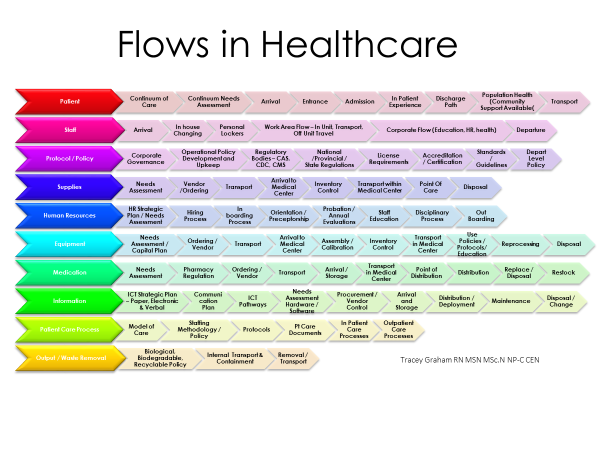 Flows in Healthcare
Patient
Continuum of
Care
Continuum Needs
Assessment
Arrival
Entrance
Admission
In Patient
Experience
Discharge
Path
Population Health
(Community
Support Available(
Transport
Staff
Arrival
In house
Changing
Personal
Lockers
Work Area Flow – In Unit, Transport,
Off Unit Travel
Corporate Flow (Education, HR, health)
Departure
Protocol / Policy
Corporate
Governance
Operational Policy
Development and
Upkeep
Regulatory
Bodies – CAS,
CDC, CMS
National
/Provincial /
State Regulations
License
Requirements
Accreditation
/ Certification
Standards
/
Guidelines
Depart
Level
Policy
Supplies
Needs
Assessment
Vendor
/Ordering
Transport
Arrival to
Medical
Center
Inventory
Control
Transport within
Medical Center
Point Of
Care
Disposal
Human Resources
HR Strategic
Plan / Needs
Assessment
Hiring
Process
In
boarding
Process
Orientation /
Preceptorship
Probation /
Annual
Evaluations
Staff
Education
Disciplinary
Process
Out
Boarding
Equipment
Needs
Assessment /
Capital Plan
Ordering /
Vendor
Transport
Arrival to
Medical
Center
Assembly /
Calibration
Inventory
Control
Transport
in Medical
Center
Use
Policies /
Protocols/
Education
Reprocessing
Disposal
Medication
Needs
Assessment
Pharmacy
Regulation
Ordering /
Vendor
Transport
Arrival /
Storage
Transport
in Medical
Center
Point of
Distribution
Distribution
Replace /
Disposal
Restock
Information
ICT Strategic Plan
– Paper, Electronic
& Verbal
Communi
cation
Plan
ICT
Pathways
Needs
Assessment
Hardware /
Software
Procurement /
Vendor
Control
Arrival
and
Storage
Distribution /
Deployment
Maintenance
Disposal /
Change
Patient Care Process
Model of
Care
Staffing
Methodology /
Policy
Protocols
Pt Care
Documents
In Patient
Care
Processes
Outpatient
Care
Processes
Output / Waste Removal
Biological,
Biodegradable,
Recyclable Policy
Internal Transport &
Containment
Removal /
Transport
Tracey Graham RN MSN MSc.N NP-C CEN